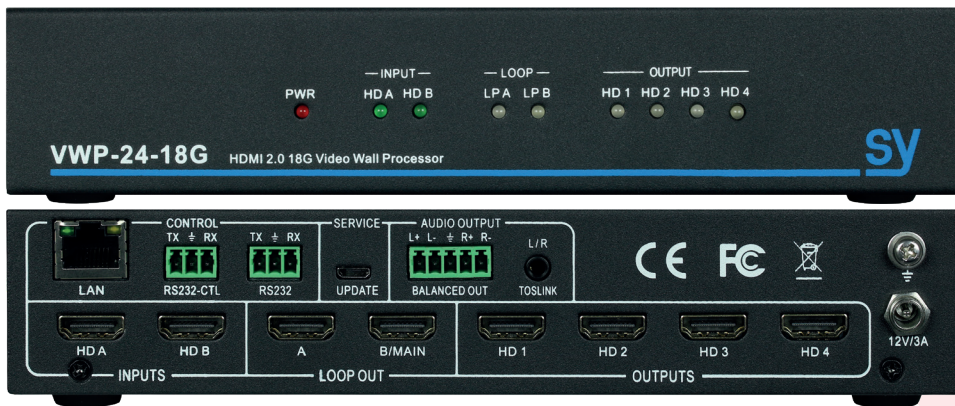 INPUT
LOOP
OUTPUT
PWR HD A HD B LP A LP B HD 1 HD 2 HD 3 HD 4
VWP-24-18G HDMI 2.0 18G Video Wall Processor
sy
CONTROL SERVICE AUDIO OUTPUT
TX RX TX RX L+ L- R+ R- L/R
LAN RS232-CTL RS232 UPDATE BALANCED OUT TOSLINK
CE FC
12V/3A
HD A HD B A B/MAIN HD 1 HD 2 HD 3 HD 4
INPUTS LOOP OUT OUTPUTS